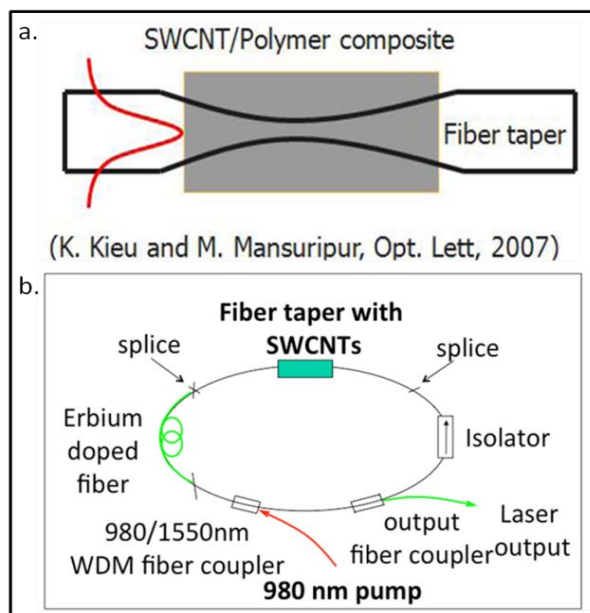 a.
SWCNT/Polymer composite
Fiber taper
(K. Kieu and M. Mansuripur, Opt. Lett, 2007)
b.
Fiber taper with
SWCNTs
splice
splice
Erbium
doped
fiber
Isolator
980/1550nm
WDM fiber coupler
output
fiber coupler
Laser
output
980 nm pump